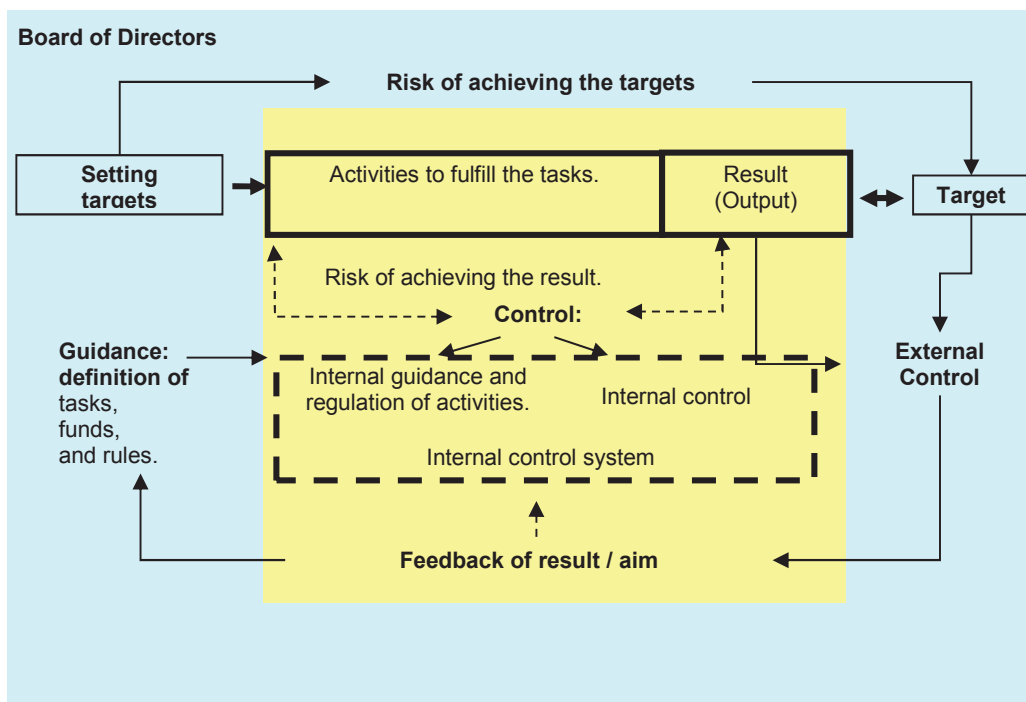 Board of Directors
Risk of achieving the targets
Setting
targets
Activities to fulfill the tasks.
Result
(Output)
Target
Risk of achieving the result.
Control:
Guidance:
definition of
tasks,
funds,
and rules.
Internal guidance and
regulation of activities.
Internal control
External
Control
Internal control system
Feedback of result / aim